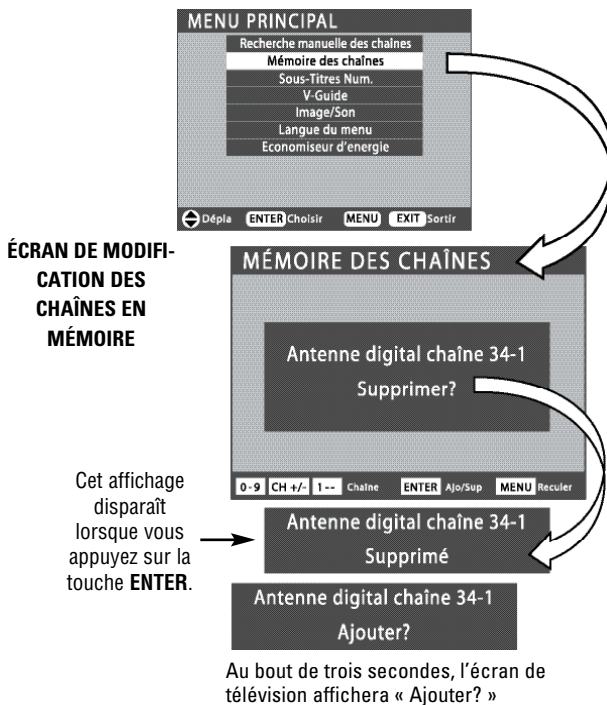 MENU PRINCIPAL
Recherche manuelle des chaînes
Mémoire des chaînes
Sous-Titres Num.
V-Guide
Image/Son
Langue du menu
Economiseur d'energie
Dépla ENTER Choisir MENU EXIT Sortir
ÉCRAN DE MODIFI-
CATION DES
CHAÎNES EN
MÉMOIRE
MÉMOIRE DES CHAÎNES
Antenne digital chaîne 34-1
Supprimer?
0-9 CH +/- 1-- Chaîne ENTER Ajo/Sup MENU Reculer
Cet affichage
disparaît
lorsque vous
appuyez sur la
touche ENTER.
Antenne digital chaîne 34-1
Supprimé
Antenne digital chaîne 34-1
Ajouter?
Au bout de trois secondes, l'écran de
télévision affichera « Ajouter? »